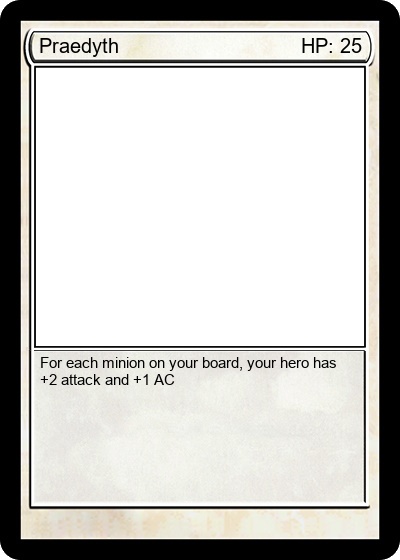 Praedyth HP: 25
For each minion on your board, your hero has
+2 attack and +1 AC